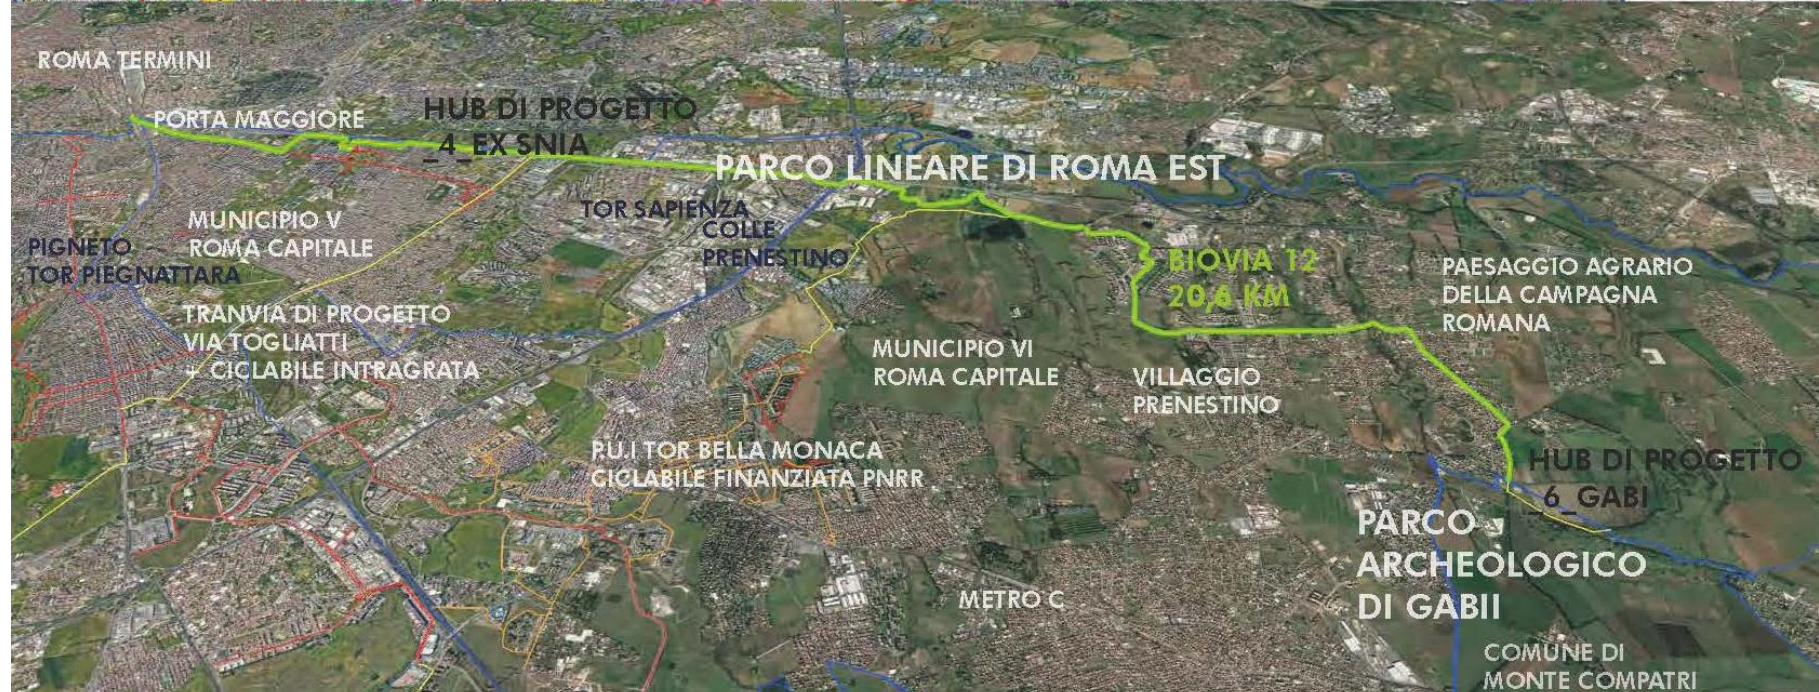 ROMA TERMINI
PORTA MAGGIORE
HUB DI PROGETTO
_4_EX SNIA
PARCO LINEARE DI ROMA EST
MUNICIPIO V
ROMA CAPITALE
TOR SAPIENZA
COLLE
PRENESTINO
PIGNETO
TOR PIEGNATTARA
BIOVIA 12
20,6 KM
PAESAGGIO AGRARIO
DELLA CAMPAGNA
ROMANA
TRANVIA DI PROGETTO
VIA TOGLIATTI
+ CICLABILE INTRAGRATA
MUNICIPIO VI
ROMA CAPITALE
VILLAGGIO
PRENESTINO
P.U.I TOR BELLA MONACA
CICLABILE FINANZIATA PNRR
HUB DI PROGETTO
_6_GABI
PARCO
ARCHEOLOGICO
DI GABII
METRO C
COMUNE DI
MONTE COMPATRI